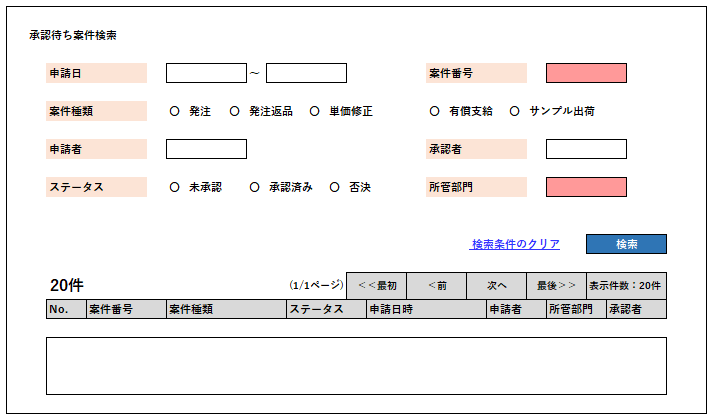 承認待ち案件検索
申請日 ～ 案件番号
案件種類 〇 発注 〇 発注返品 〇 単価修正 〇 有償支給 〇 サンプル出荷
申請者 承認者
ステータス 〇 未承認 〇 承認済み 〇 否決 所管部門
検索条件のクリア 検索
20件 (1/1ページ) <<最初 <前 次へ 最後>> 表示件数：20件
No. 案件番号 案件種類 ステータス 申請日時 申請者 所管部門 承認者